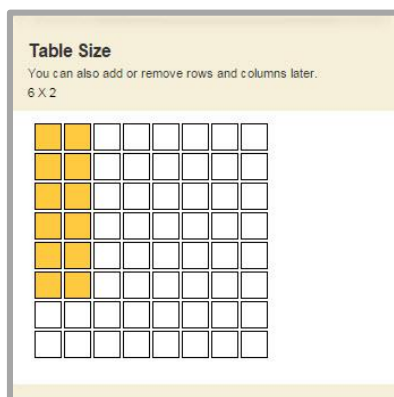 Table Size
You can also add or remove rows and columns later.
6 X 2